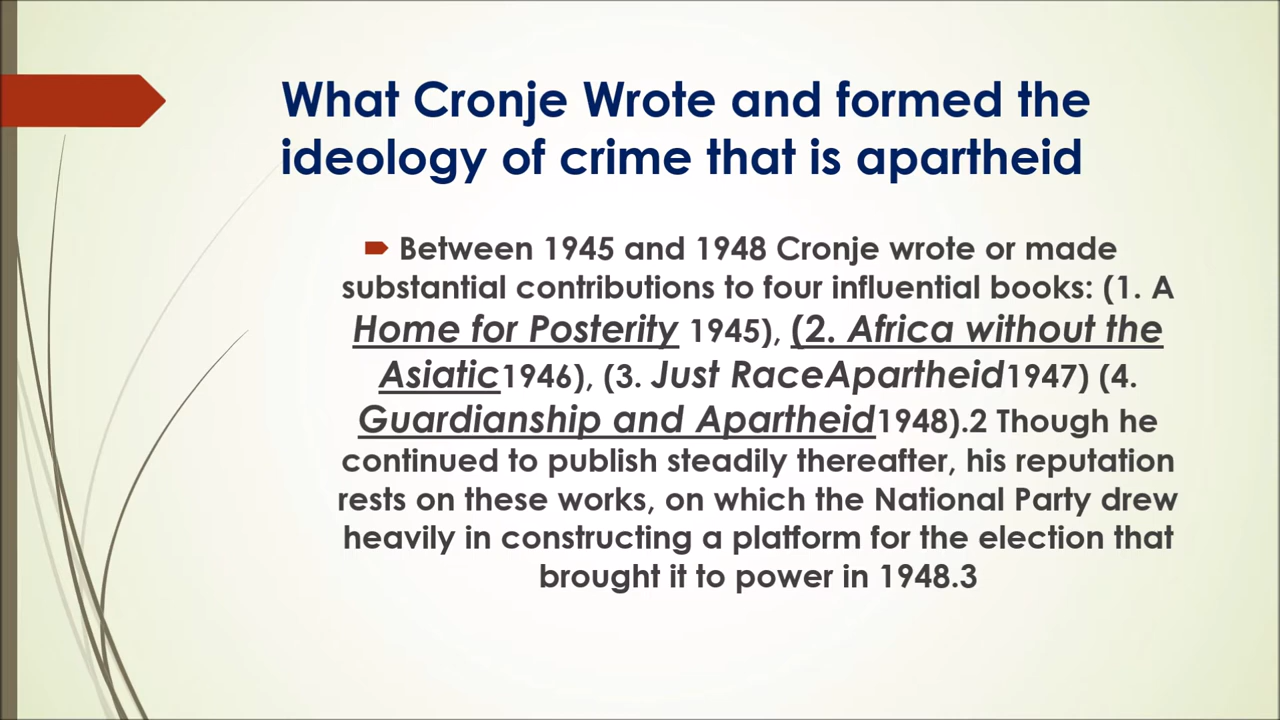 What Cronje Wrote and formed the
ideology of crime that is apartheid
Between 1945 and 1948 Cronje wrote or made
substantial contributions to four influential books: (1. A
Home for Posterity 1945), (2. Africa without the
Asiatic1946), (3. Just RaceApartheid1947) (4.
Guardianship and Apartheid1948).2 Though he
continued to publish steadily thereafter, his reputation
rests on these works, on which the National Party drew
heavily in constructing a platform for the election that
brought it to power in 1948.3